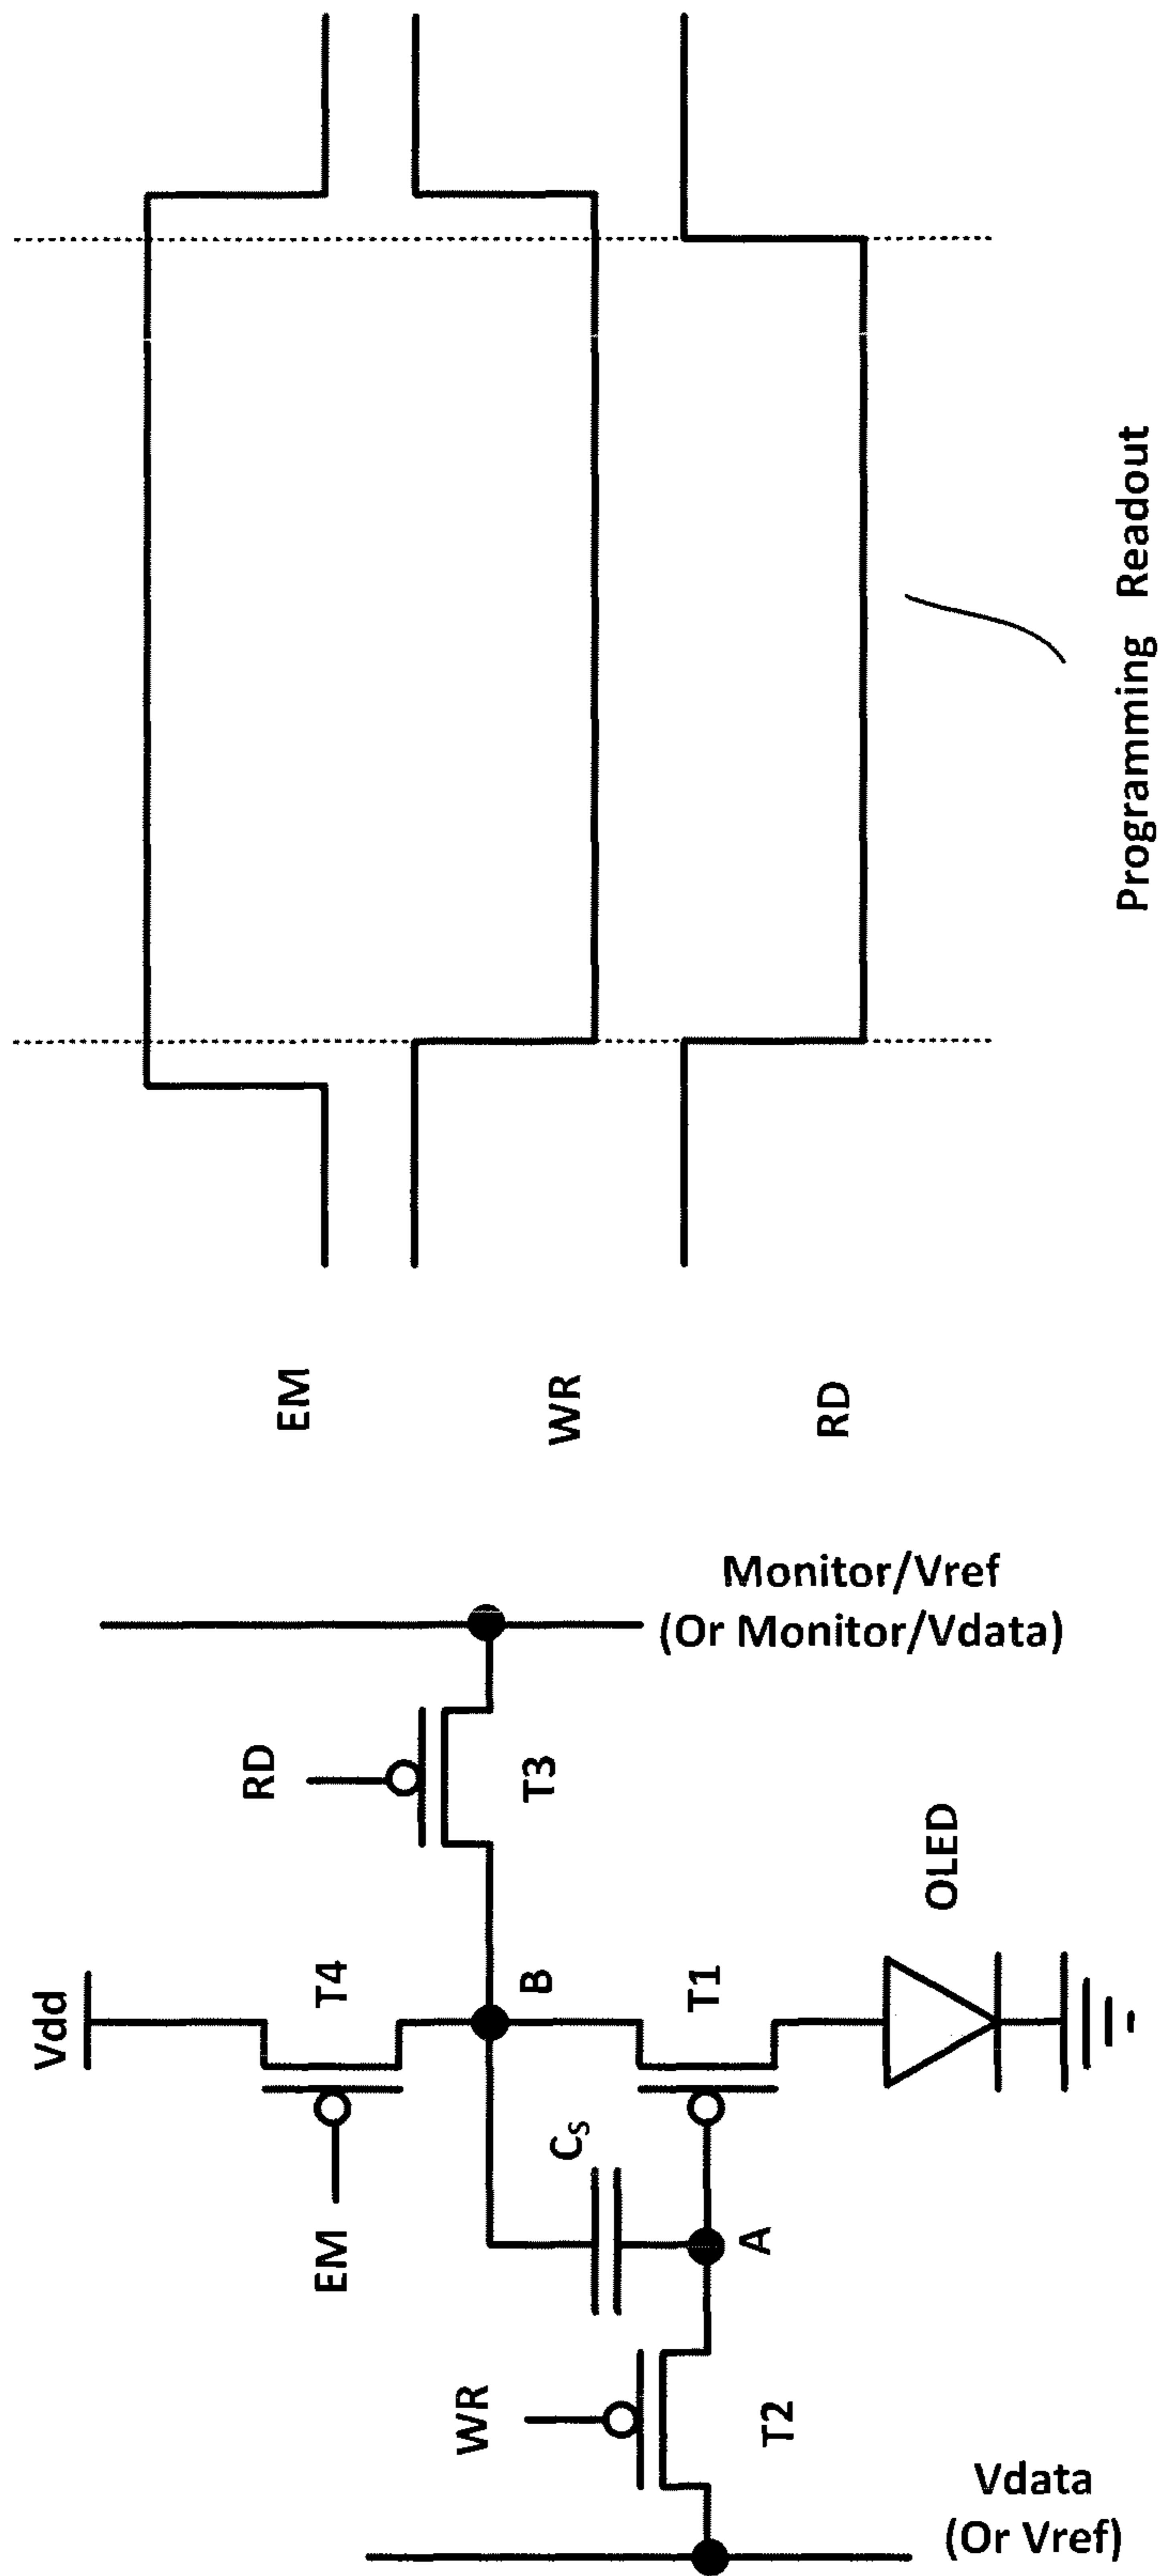 Vdd
EM
T4
RD
T3
B
Monitor/Vref
(Or Monitor/Vdata)
WR
Cs
T2
A
T1
OLED
Vdata
(Or Vref)
EM
WR
RD
Programming Readout